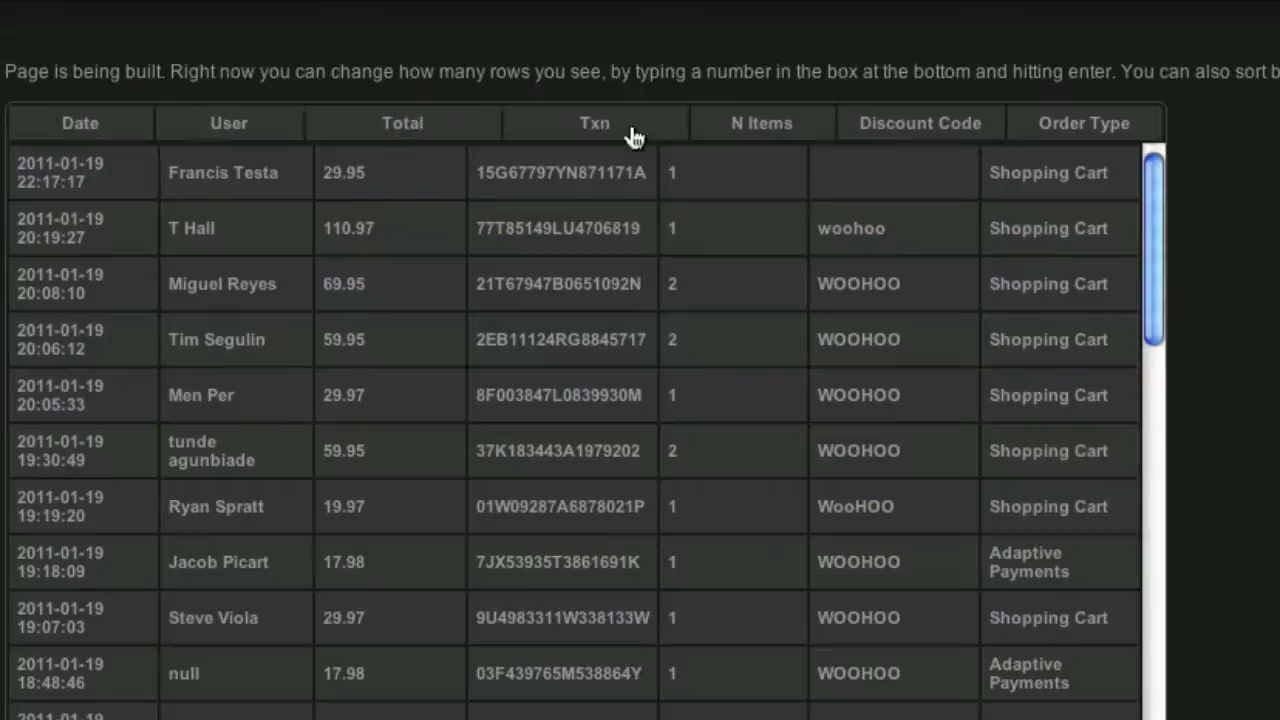 Page is being built. Right now you can change how many rows you see, by typing a number in the box at the bottom and hitting enter. You can also sort b
Date User Total Txn N Items Discount Code Order Type
2011-01-19 22:17:17 Francis Testa 29.95 15G67797YN871171A 1 Shopping Cart
2011-01-19 20:19:27 T Hall 110.97 77T85149LU4706819 1 woohoo Shopping Cart
2011-01-19 20:08:10 Miguel Reyes 69.95 21T67947B0651092N 2 WOOHOO Shopping Cart
2011-01-19 20:06:12 Tim Segulin 59.95 2EB11124RG8845717 2 WOOHOO Shopping Cart
2011-01-19 20:05:33 Men Per 29.97 8F003847L0839930M 1 WOOHOO Shopping Cart
2011-01-19 19:30:49 tunde agunbiade 59.95 37K183443A1979202 2 WOOHOO Shopping Cart
2011-01-19 19:19:20 Ryan Spratt 19.97 01W09287A6878021P 1 WooHOO Shopping Cart
2011-01-19 19:18:09 Jacob Picart 17.98 7JX53935T3861691K 1 WOOHOO Adaptive Payments
2011-01-19 19:07:03 Steve Viola 29.97 9U4983311W338133W 1 WOOHOO Shopping Cart
2011-01-19 18:48:46 null 17.98 03F439765M538864Y 1 WOOHOO Adaptive Payments
2011-01-19